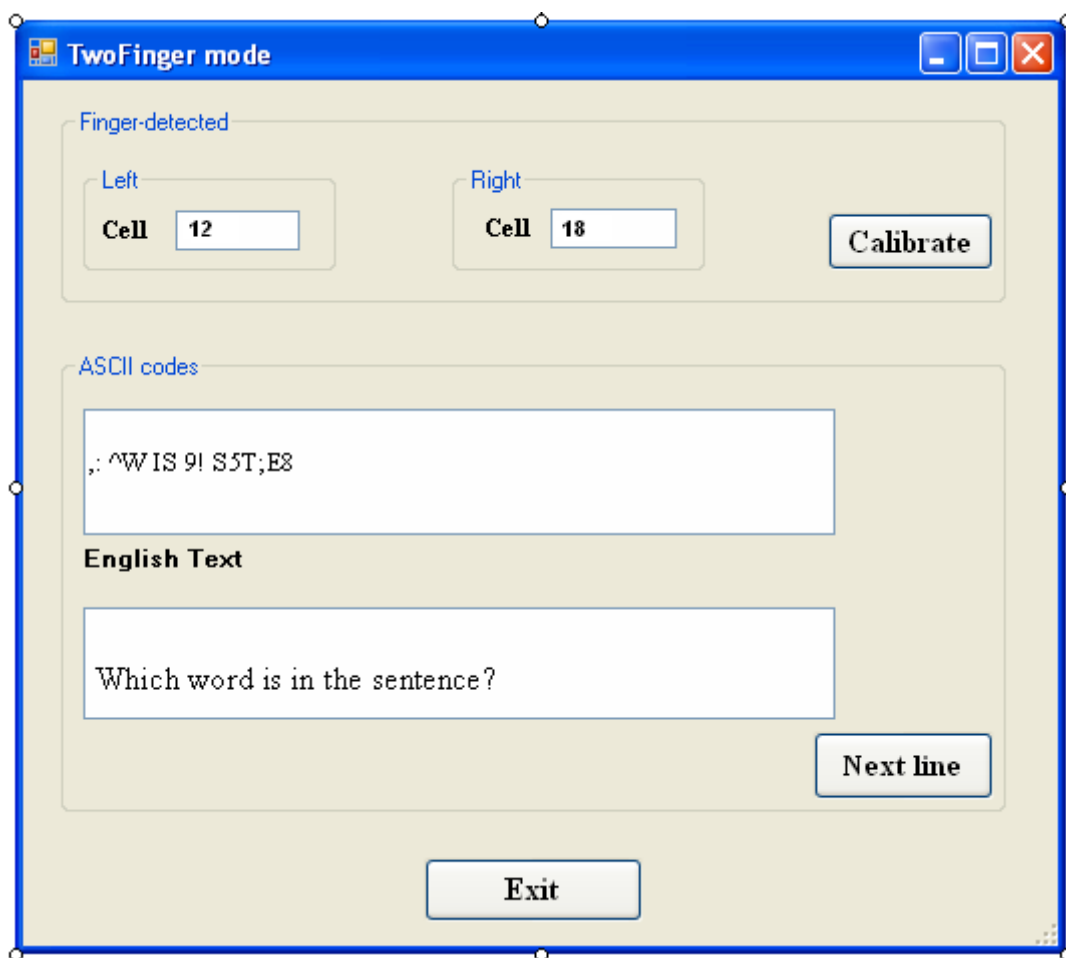 TwoFinger mode
Finger-detected
Left
Right
Cell 12
Cell 18
Calibrate
ASCII codes
,: ^W IS 9! S5T;E8
English Text
Which word is in the sentence?
Next line
Exit